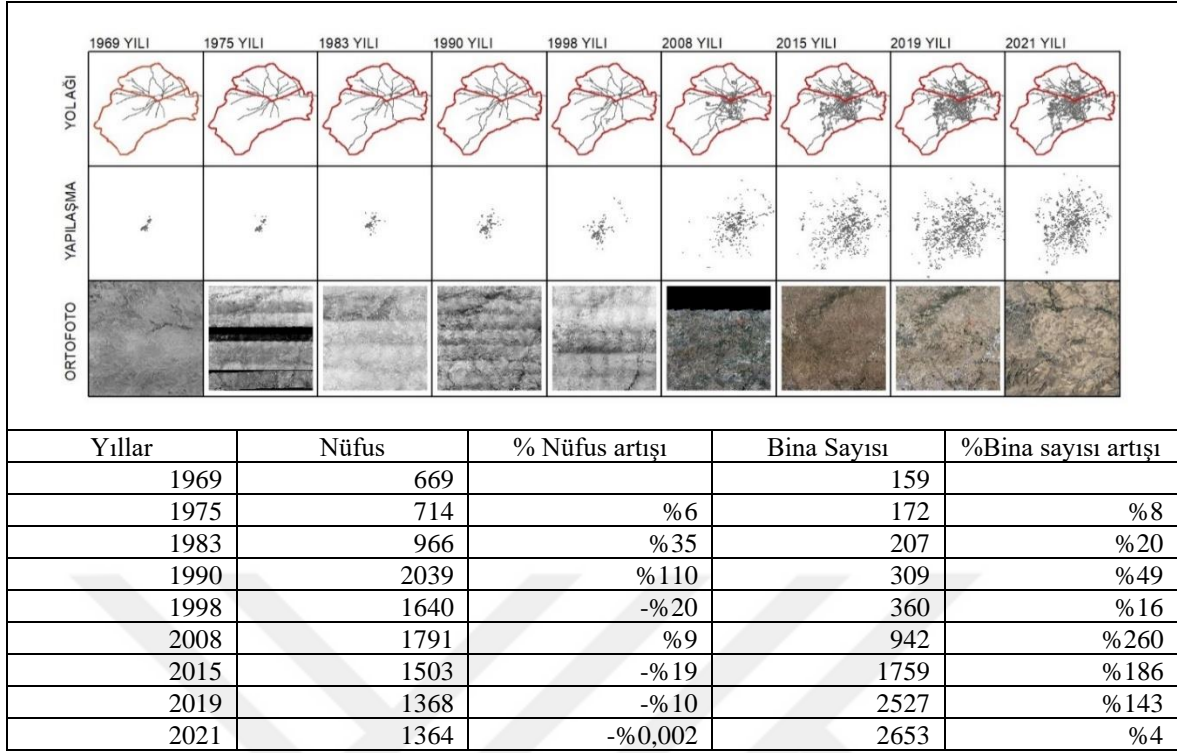 1969 YILI 1975 YILI 1983 YILI 1990 YILI 1998 YILI 2008 YILI 2015 YILI 2019 YILI 2021 YILI
YOLAĞI
YAPILAŞMA
ORTOFOTO
Yıllar Nüfus % Nüfus artışı Bina Sayısı %Bina sayısı artışı
1969 669 159
1975 714 %6 172 %8
1983 966 %35 207 %20
1990 2039 %110 309 %49
1998 1640 -%20 360 %16
2008 1791 %9 942 %260
2015 1503 -%19 1759 %186
2019 1368 -%10 2527 %143
2021 1364 -%0,002 2653 %4